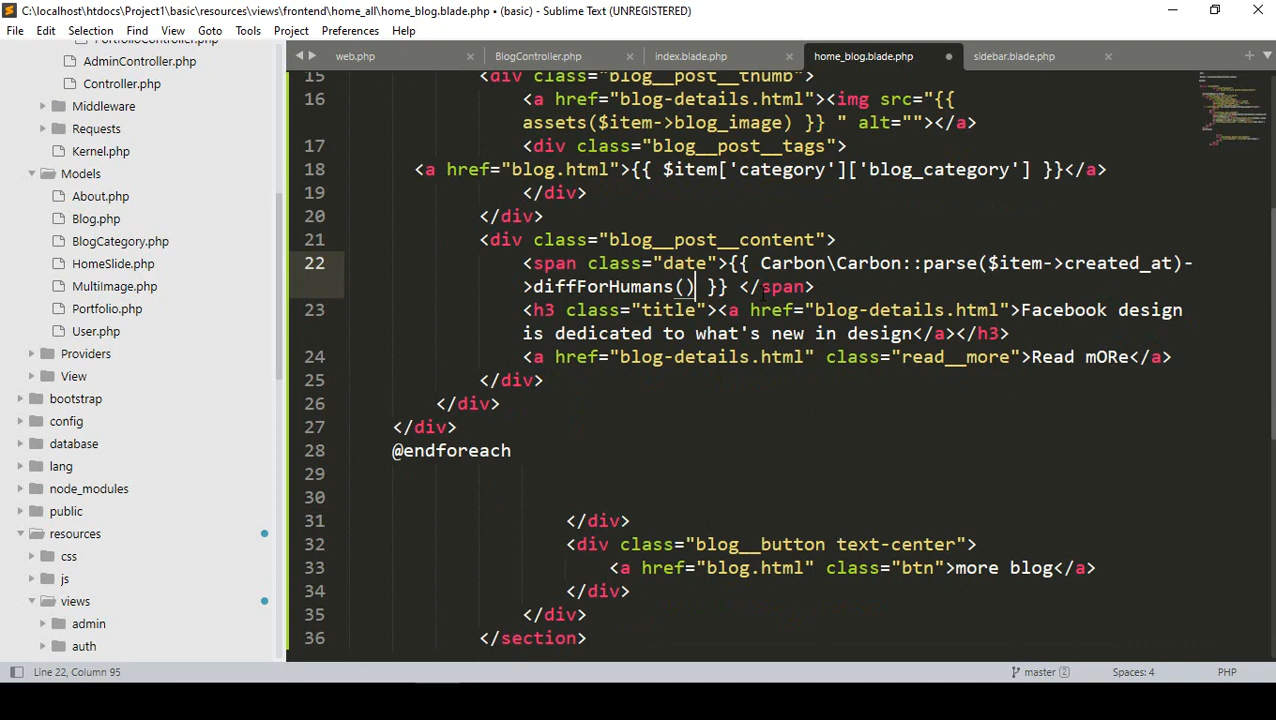 C:\localhost\htdocs\Project1\basic\resources\views\frontend\home_all\home_blog.blade.php • (basic) - Sublime Text (UNREGISTERED)
File Edit Selection Find View Goto Tools Project Preferences Help
web.php BlogController.php index.blade.php home_blog.blade.php sidebar.blade.php
PortfolioController.php
AdminController.php
Controller.php
Middleware
Requests
Kernel.php
Models
About.php
Blog.php
BlogCategory.php
HomeSlide.php
MultiImage.php
Portfolio.php
User.php
Providers
View
bootstrap
config
database
lang
node_modules
public
resources
css
js
views
admin
auth
15 <div class="blog__post__thumb">
16 <a href="blog-details.html"><img src="{{
assets($item->blog_image) }} " alt=""></a>
17 <div class="blog__post__tags">
18 <a href="blog.html">{{ $item['category']['blog_category'] }}</a>
19 </div>
20 </div>
21 <div class="blog__post__content">
22 <span class="date">{{ Carbon\Carbon::parse($item->created_at)-
>diffForHumans() }} </span>
23 <h3 class="title"><a href="blog-details.html">Facebook design
is dedicated to what's new in design</a></h3>
24 <a href="blog-details.html" class="read__more">Read mORe</a>
25 </div>
26 </div>
27 </div>
28 @endforeach
29
30
31 </div>
32 <div class="blog__button text-center">
33 <a href="blog.html" class="btn">more blog</a>
34 </div>
35 </div>
36 </section>
Line 22, Column 95 master 2 Spaces: 4 PHP